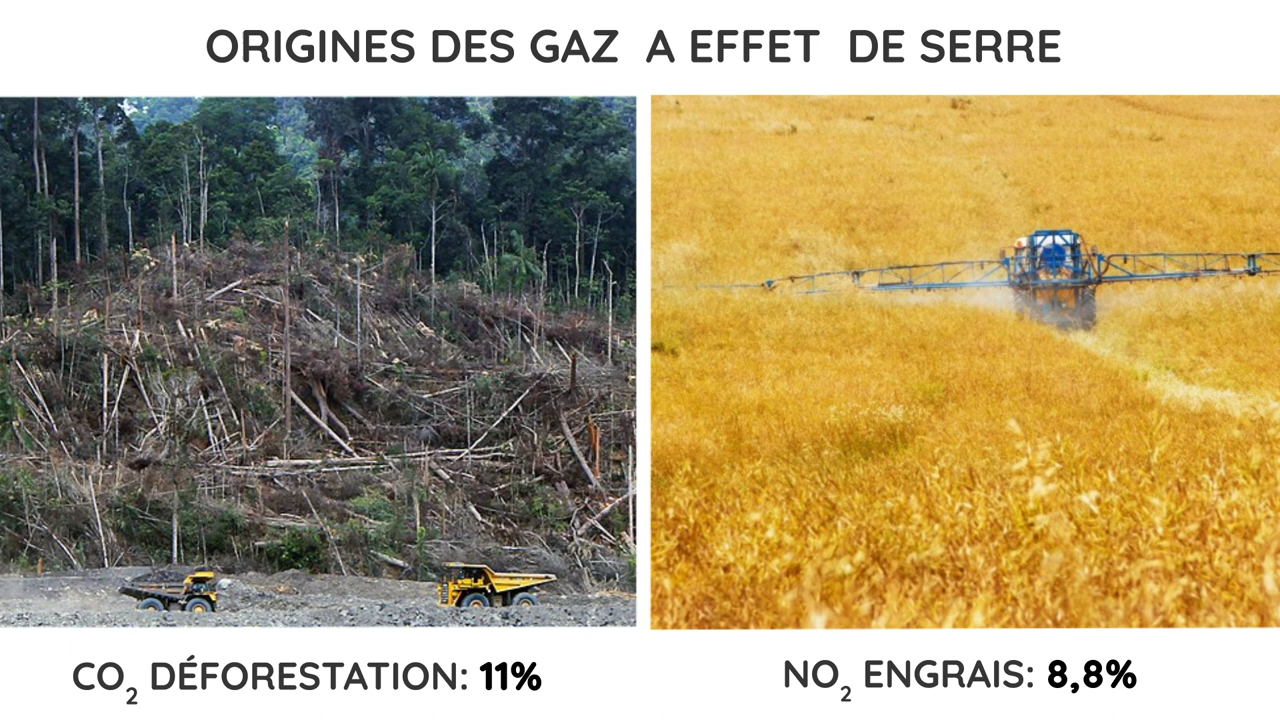 ORIGINES DES GAZ A EFFET DE SERRE
CO₂ DÉFORESTATION: 11%
NO₂ ENGRAIS: 8,8%